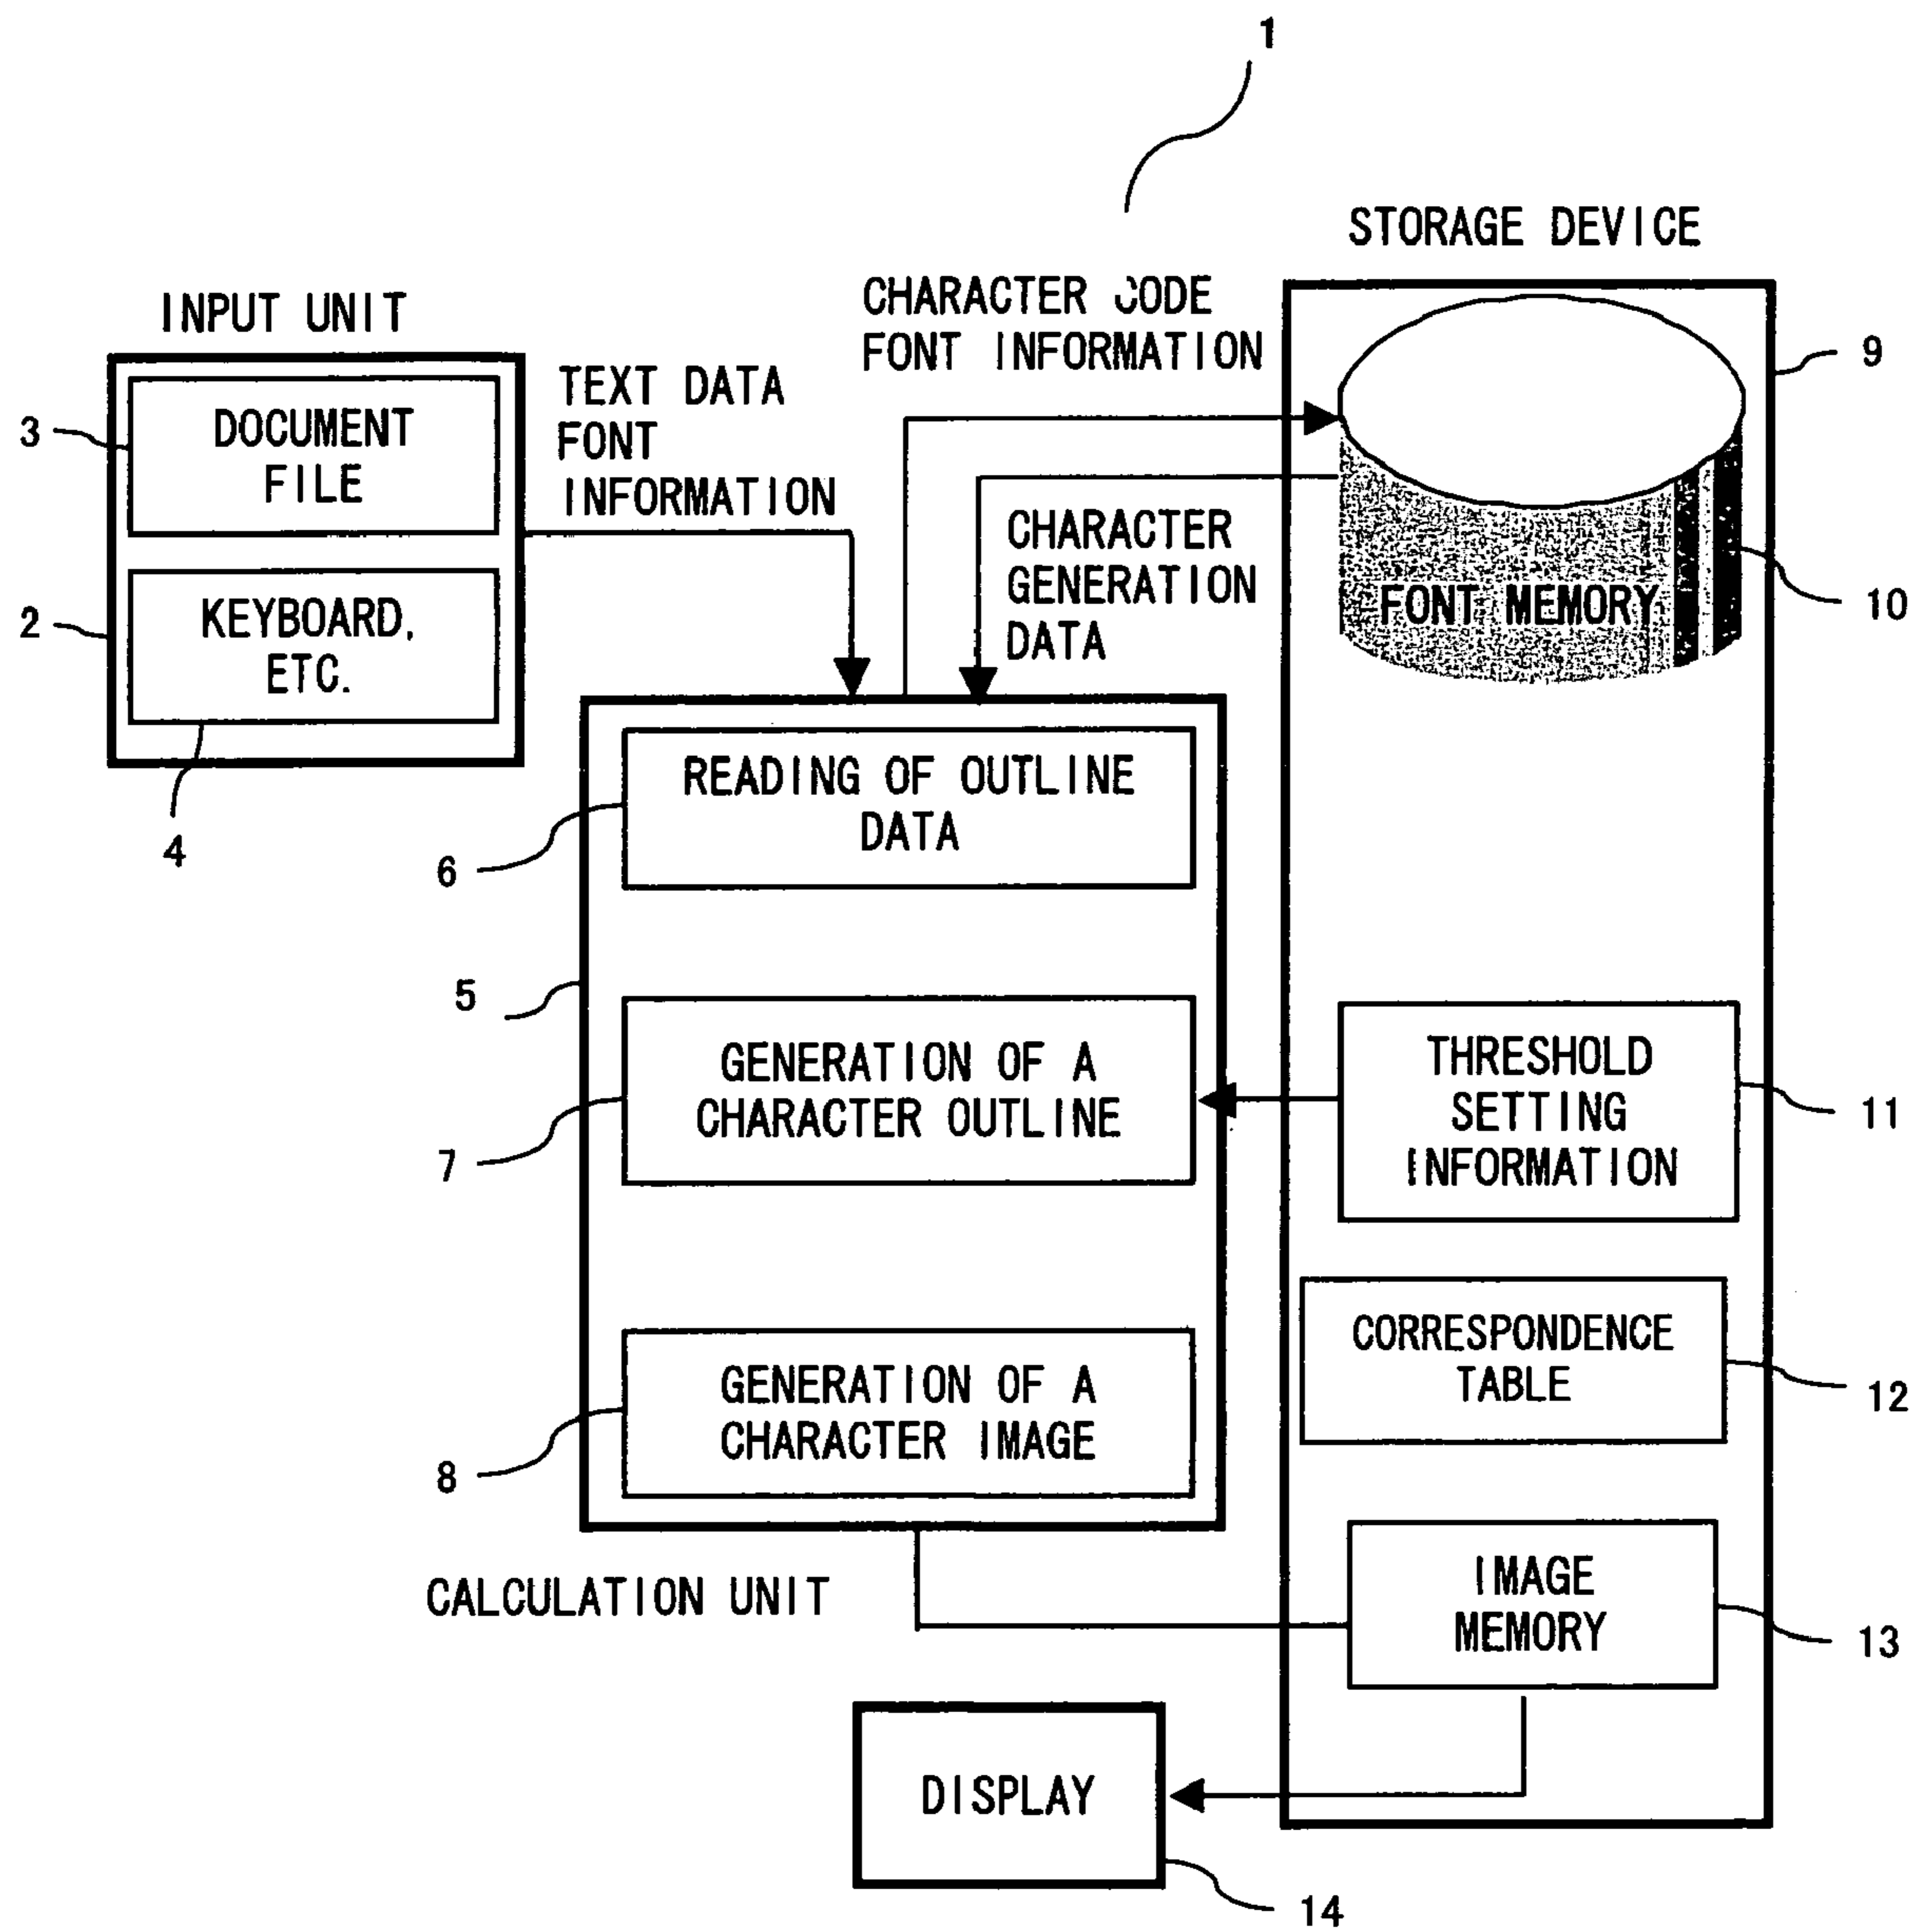 1
STORAGE DEVICE
INPUT UNIT
CHARACTER CODE
FONT INFORMATION
9
TEXT DATA
FONT
INFORMATION
3
DOCUMENT
FILE
CHARACTER
GENERATION
DATA
FONT MEMORY
10
2
KEYBOARD,
ETC.
4
READING OF OUTLINE
DATA
6
5
GENERATION OF A
CHARACTER OUTLINE
7
THRESHOLD
SETTING
INFORMATION
11
CORRESPONDENCE
TABLE
12
GENERATION OF A
CHARACTER IMAGE
8
CALCULATION UNIT
IMAGE
MEMORY
13
DISPLAY
14